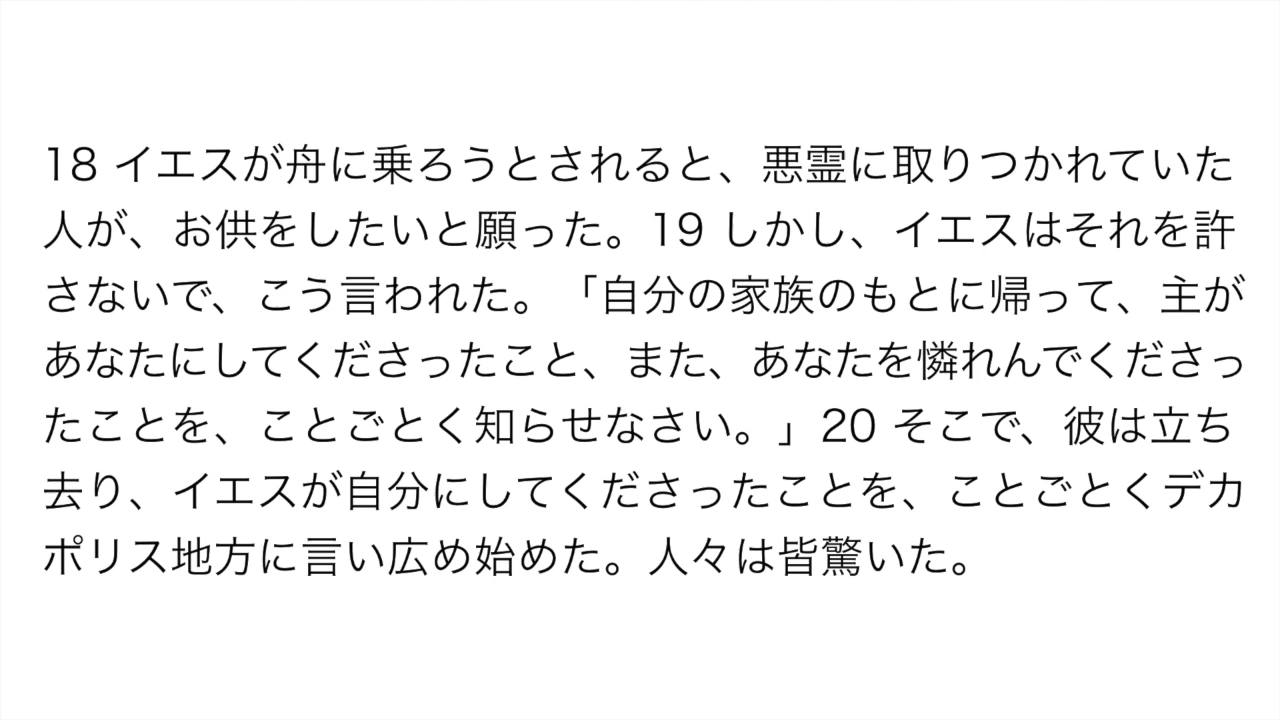 18 イエスが舟に乗ろうとされると、悪霊に取りつかれていた
人が、お供をしたいと願った。19 しかし、イエスはそれを許
さないで、こう言われた。「自分の家族のもとに帰って、主が
あなたにしてくださったこと、また、あなたを憐れんでくださっ
たことを、ことごとく知らせなさい。」20 そこで、彼は立ち
去り、イエスが自分にしてくださったことを、ことごとくデカ
ポリス地方に言い広め始めた。人々は皆驚いた。